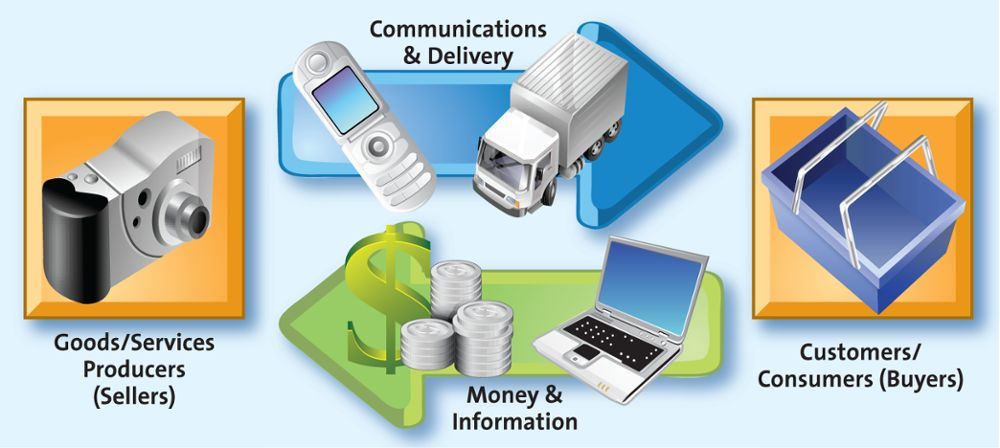 Communications
& Delivery
Goods/Services
Producers
(Sellers)
Money &
Information
Customers/
Consumers (Buyers)